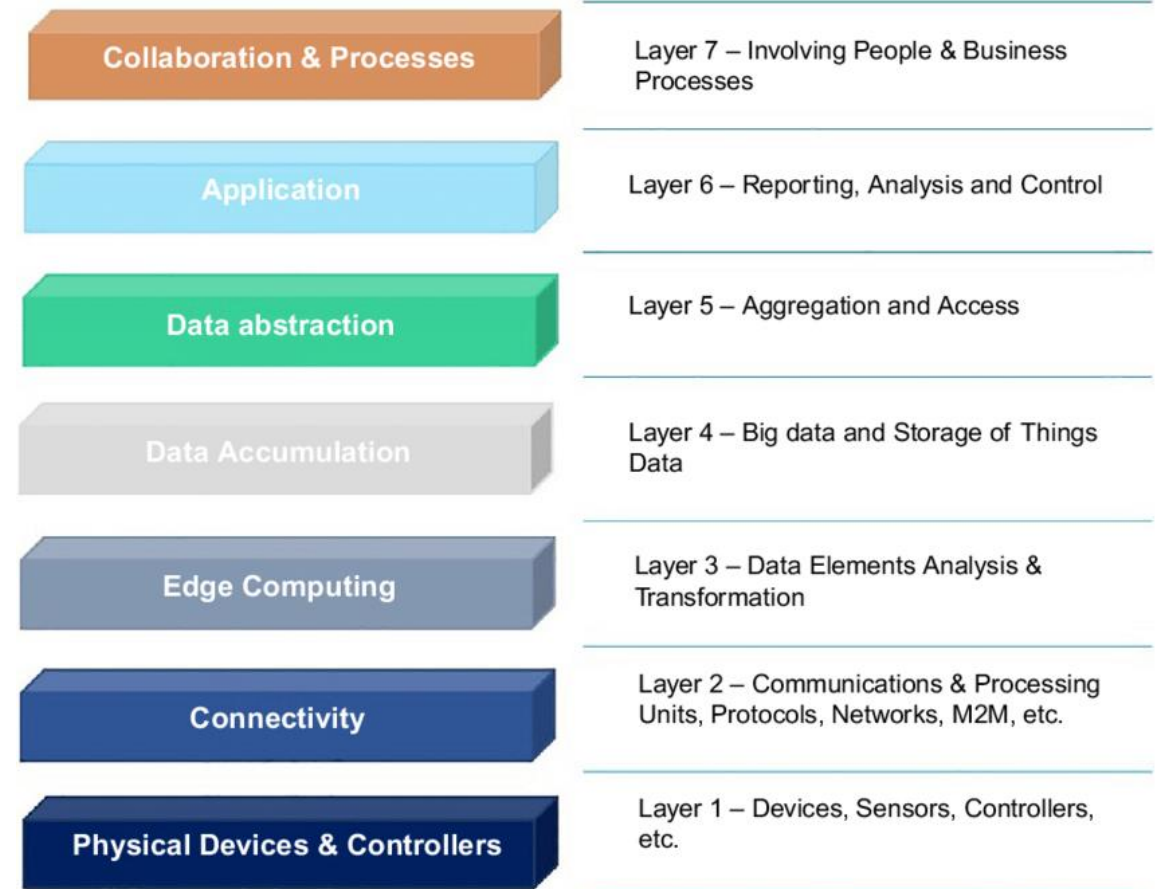 Collaboration & Processes
Layer 7 – Involving People & Business
Processes
Application
Layer 6 – Reporting, Analysis and Control
Data abstraction
Layer 5 – Aggregation and Access
Data Accumulation
Layer 4 – Big data and Storage of Things
Data
Edge Computing
Layer 3 – Data Elements Analysis &
Transformation
Connectivity
Layer 2 – Communications & Processing
Units, Protocols, Networks, M2M, etc.
Physical Devices & Controllers
Layer 1 – Devices, Sensors, Controllers,
etc.